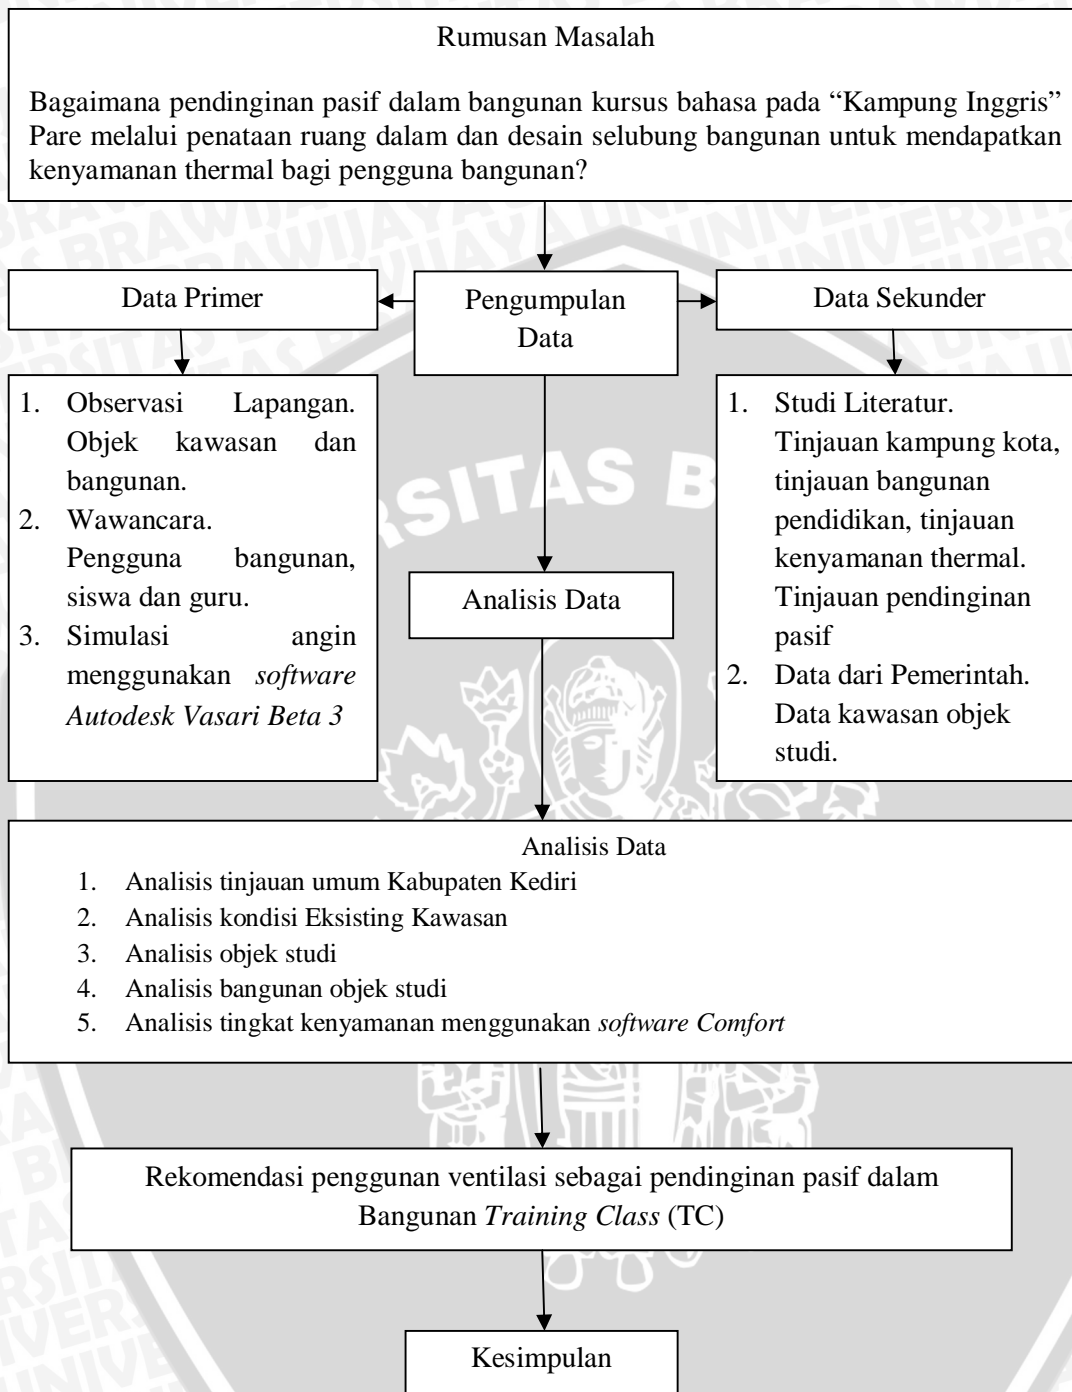 Rumusan Masalah
Bagaimana pendinginan pasif dalam bangunan kursus bahasa pada “Kampung Inggris”
Pare melalui penataan ruang dalam dan desain selubung bangunan untuk mendapatkan
kenyamanan thermal bagi pengguna bangunan?
Data Primer
Pengumpulan
Data
Data Sekunder
1. Observasi Lapangan.
Objek kawasan dan
bangunan.
2. Wawancara.
Pengguna bangunan,
siswa dan guru.
3. Simulasi angin
menggunakan software
Autodesk Vasari Beta 3
Analisis Data
1. Studi Literatur.
Tinjauan kampung kota,
tinjauan bangunan
pendidikan, tinjauan
kenyamanan thermal.
Tinjauan pendinginan
pasif
2. Data dari Pemerintah.
Data kawasan objek
studi.
Analisis Data
1. Analisis tinjauan umum Kabupaten Kediri
2. Analisis kondisi Eksisting Kawasan
3. Analisis objek studi
4. Analisis bangunan objek studi
5. Analisis tingkat kenyamanan menggunakan software Comfort
Rekomendasi penggunan ventilasi sebagai pendinginan pasif dalam
Bangunan Training Class (TC)
Kesimpulan